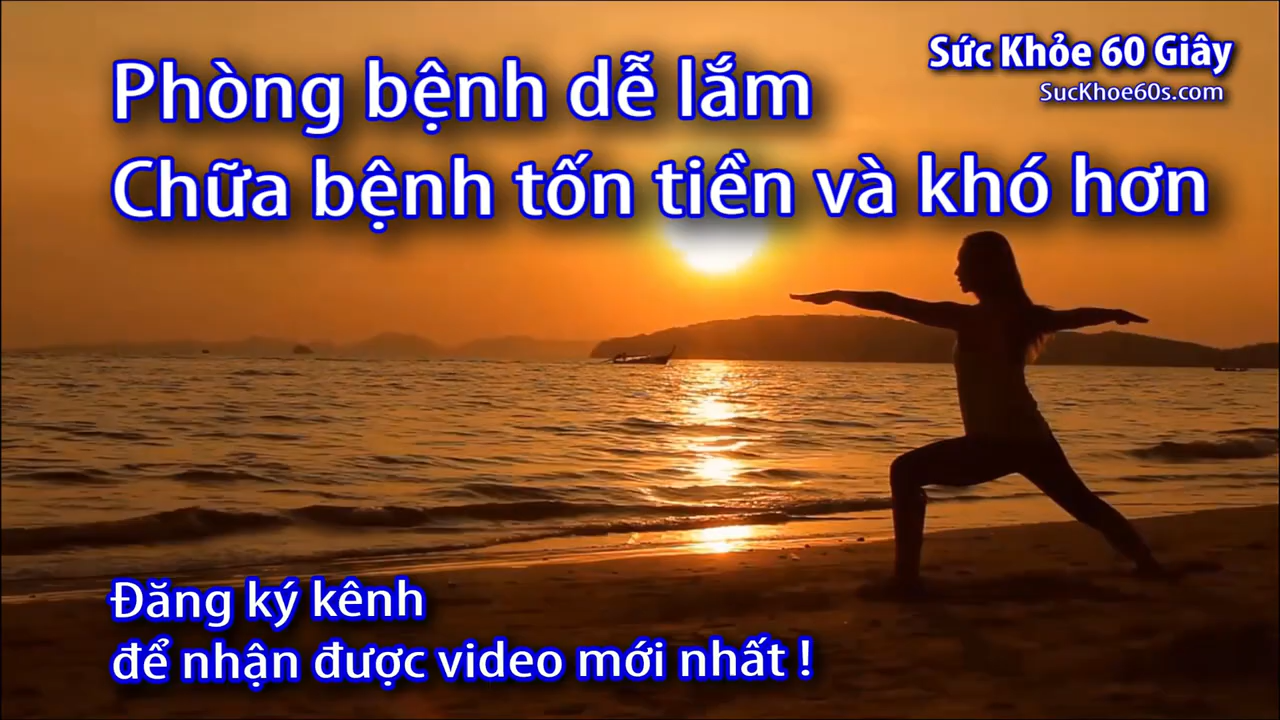 Sức Khỏe 60 Giây
SucKhoe60s.com
Phòng bệnh dễ lắm
Chữa bệnh tốn tiền và khó hơn
Đăng ký kênh
để nhận được video mới nhất !